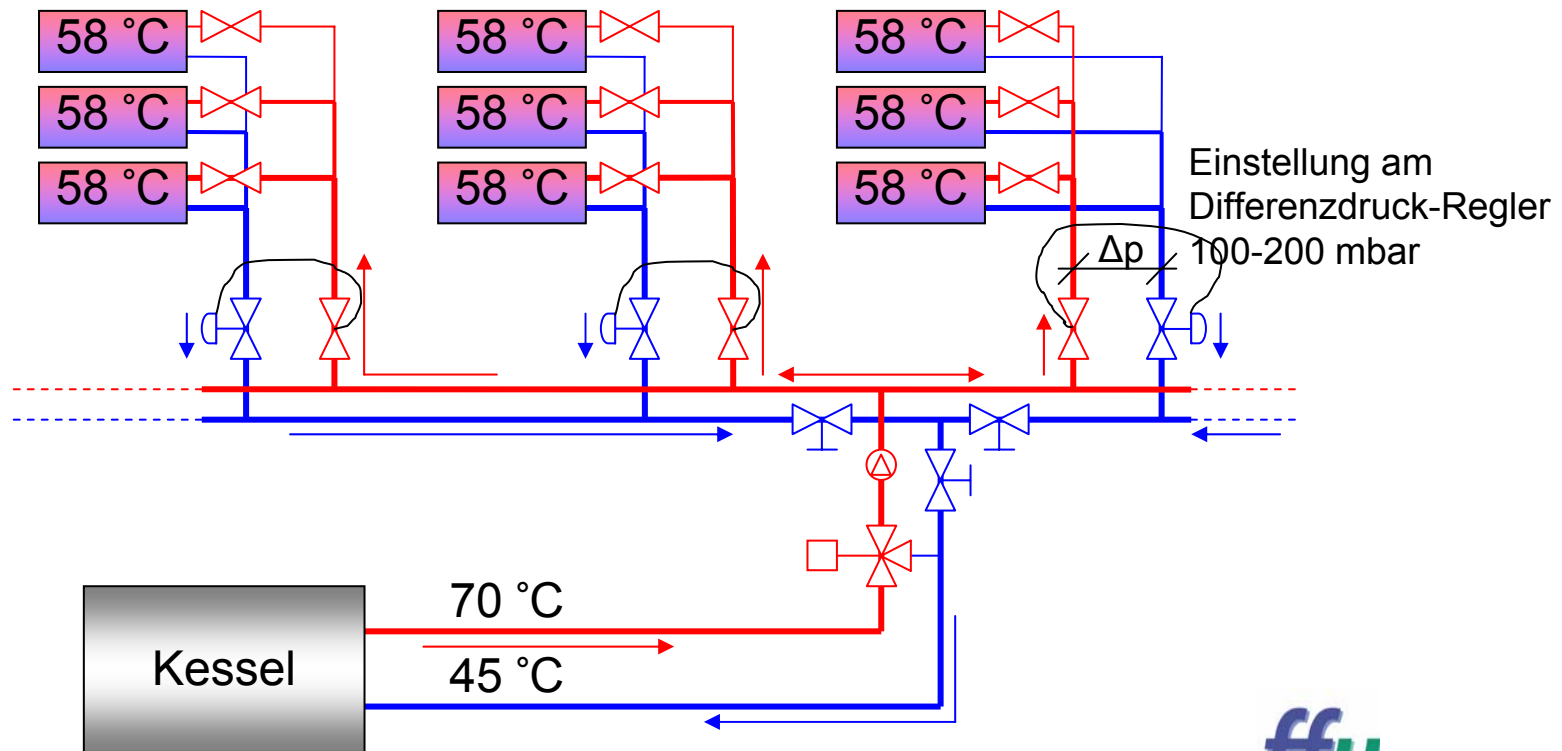 58 °C 58 °C 58 °C
58 °C 58 °C 58 °C
58 °C 58 °C 58 °C
Einstellung am
Differenzdruck-Regler
Δp 100-200 mbar
70 °C
Kessel
45 °C